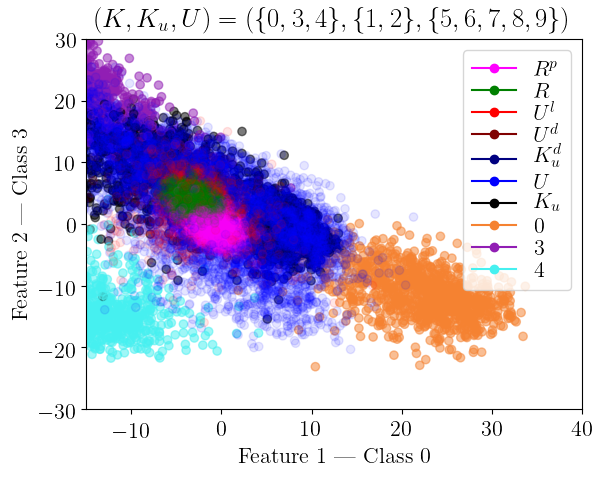 (K, K_u, U) = ({0, 3, 4}, {1, 2}, {5, 6, 7, 8, 9})
30
20
10
0
−10
−20
−30
Feature 2 — Class 3
R^p
R
U^l
U^d
K_u^d
U
K_u
0
3
4
−10
0
10
20
30
40
Feature 1 — Class 0